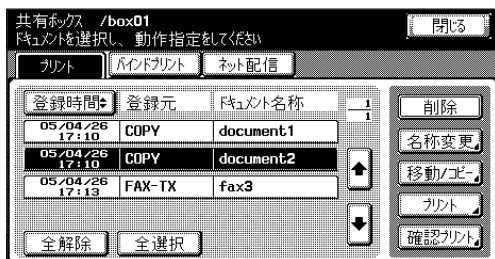 共有ﾎﾞｯｸｽ /box01
ﾄﾞｷｭﾒﾝﾄを選択し、動作指定をしてください
閉じる
ﾌﾟﾘﾝﾄ ﾊﾞｲﾝﾄﾞﾌﾟﾘﾝﾄ ﾈｯﾄ配信
登録時間 登録元 ﾄﾞｷｭﾒﾝﾄ名称
1
1
05/04/26 17:10 COPY document1
05/04/26 17:10 COPY document2
05/04/26 17:13 FAX-TX fax3
全解除 全選択
削除
名称変更
移動/ｺﾋﾟｰ
ﾌﾟﾘﾝﾄ
確認ﾌﾟﾘﾝﾄ